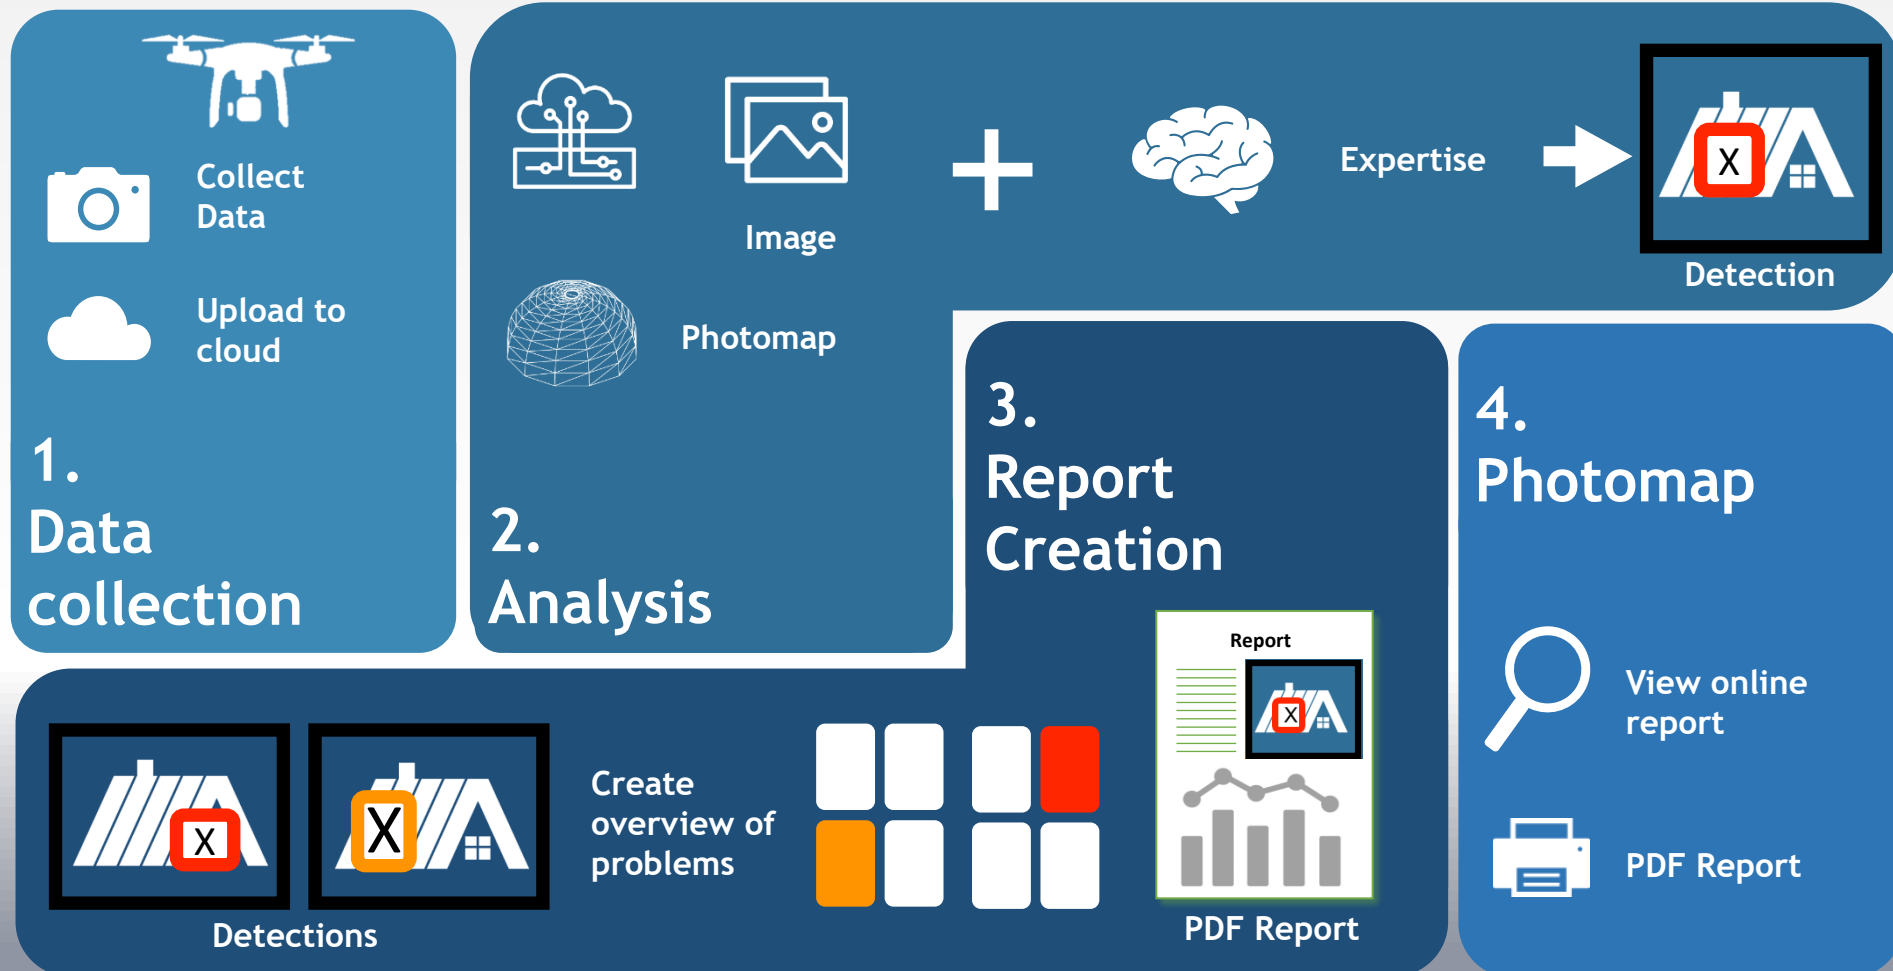 Collect
Data
Upload to
cloud
1.
Data
collection
Image
Photomap
Expertise
Detection
X
2.
Analysis
3.
Report
Creation
Report
X
PDF Report
X
X
Detections
Create
overview of
problems
4.
Photomap
View online
report
PDF Report